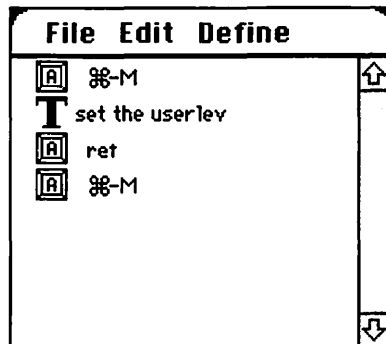 File Edit Define
A ⌘-M
T set the userlev
A ret
A ⌘-M